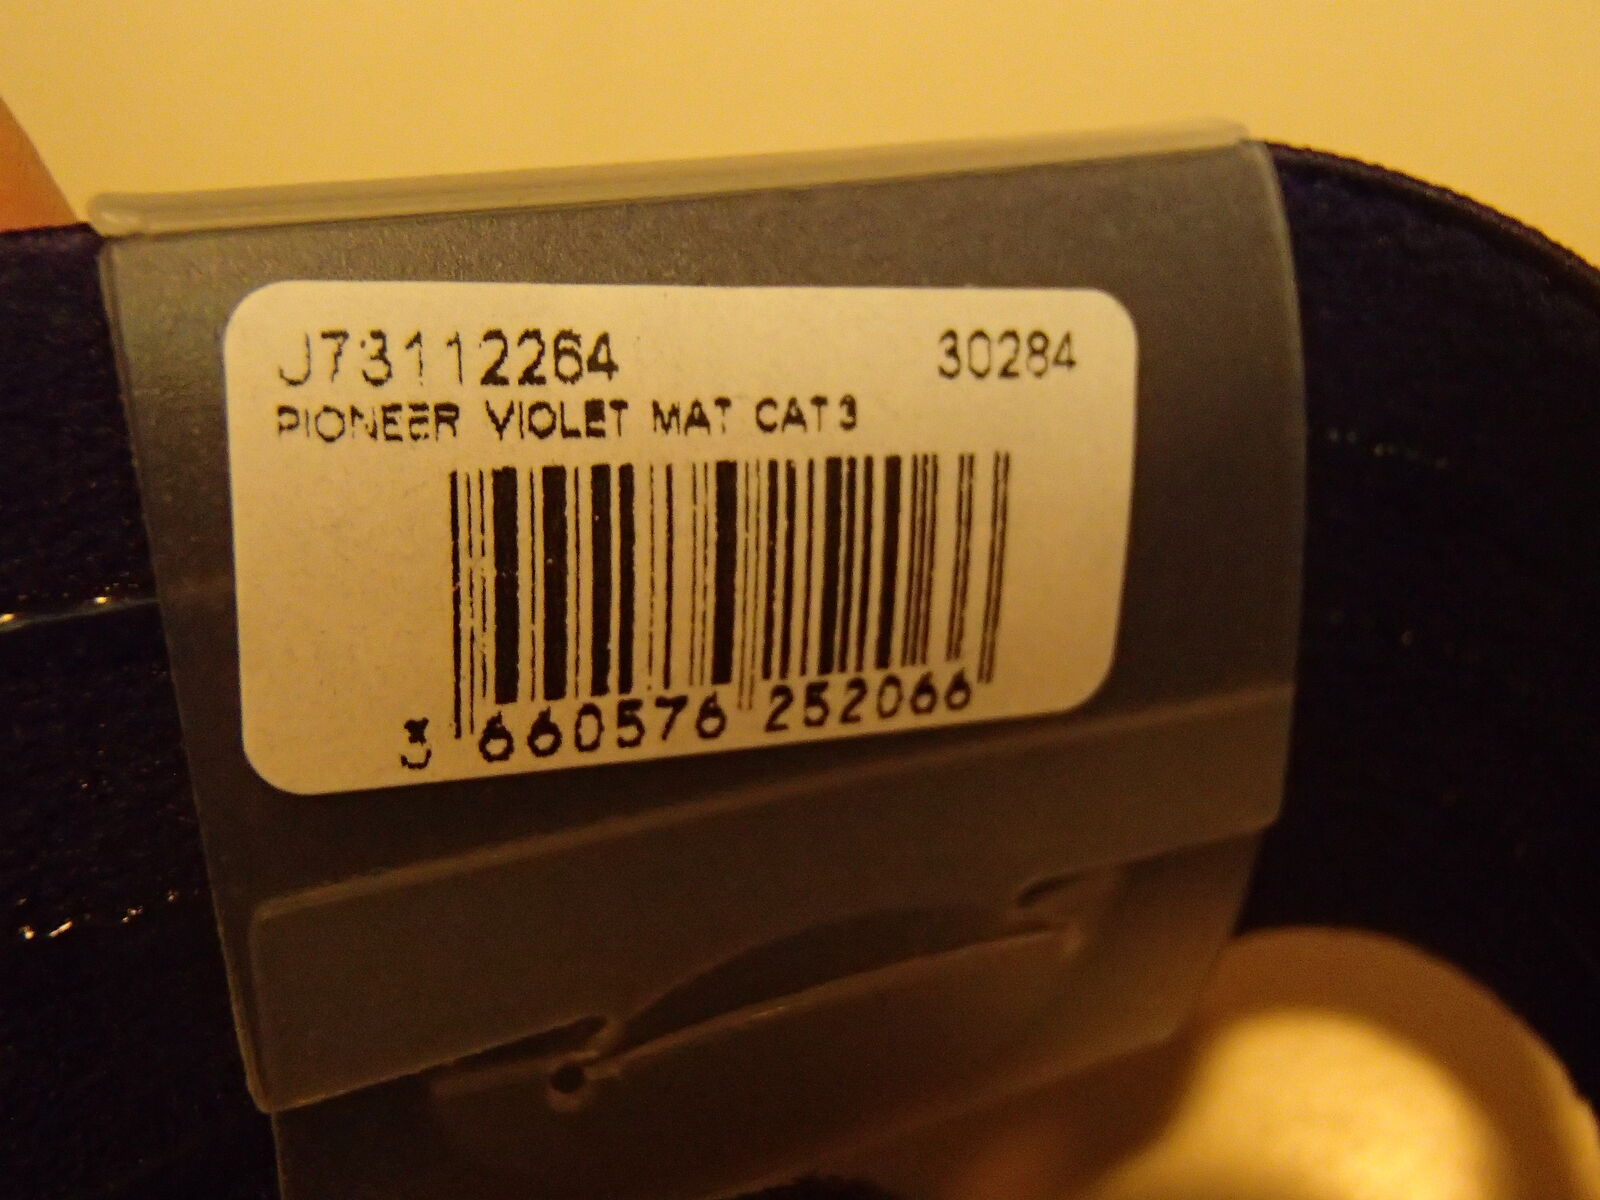 J73112264 30284
PIONEER VIOLET MAT CAT3
3 660576 252066